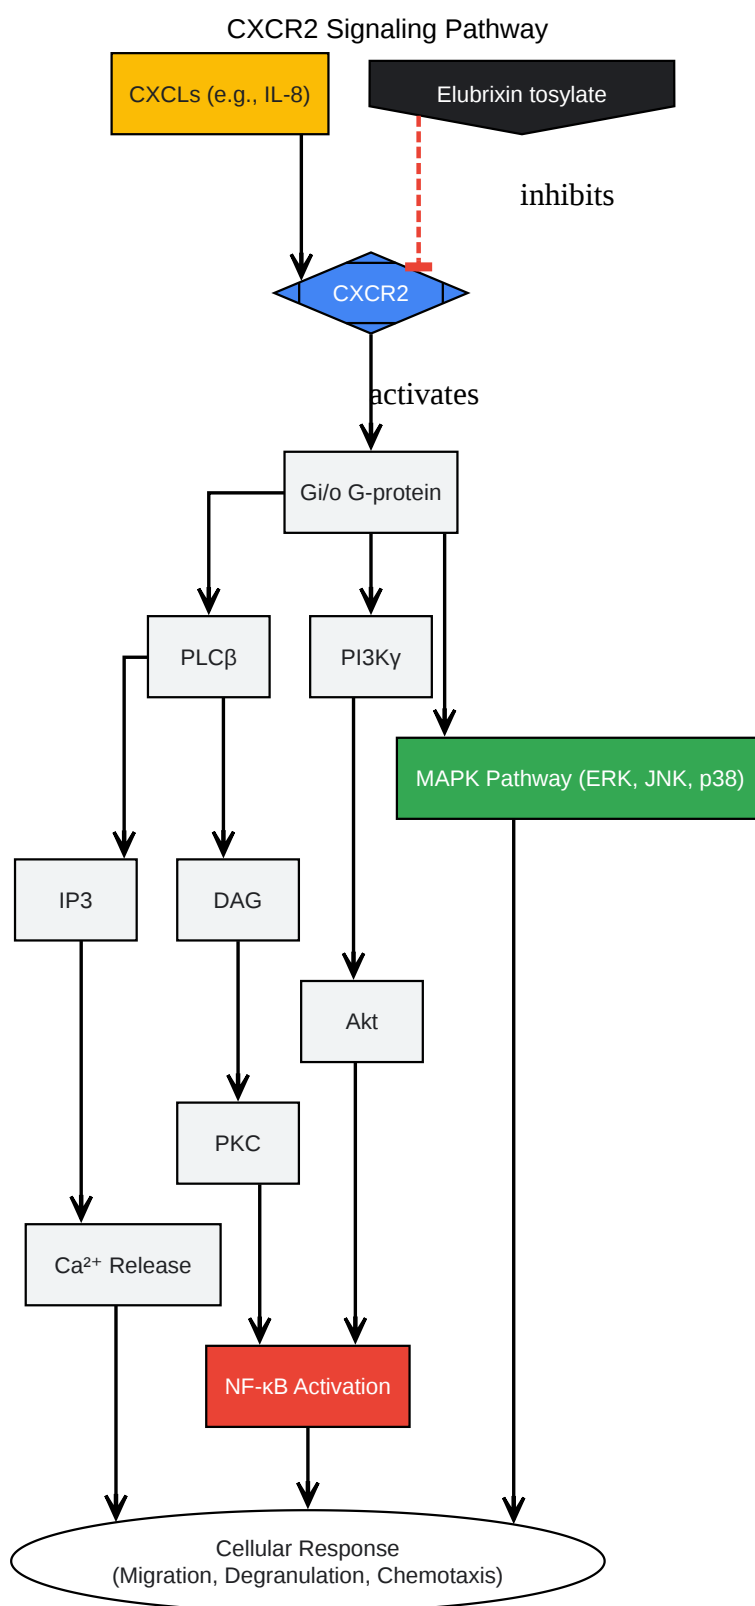 CXCR2 Signaling Pathway
CXCLs (e.g., IL-8)
Elubrixin tosylate
inhibits
CXCR2
activates
Gi/o G-protein
PLCβ
PI3Kγ
MAPK Pathway (ERK, JNK, p38)
IP3
DAG
Akt
PKC
Ca²⁺ Release
NF-κB Activation
Cellular Response
(Migration, Degranulation, Chemotaxis)